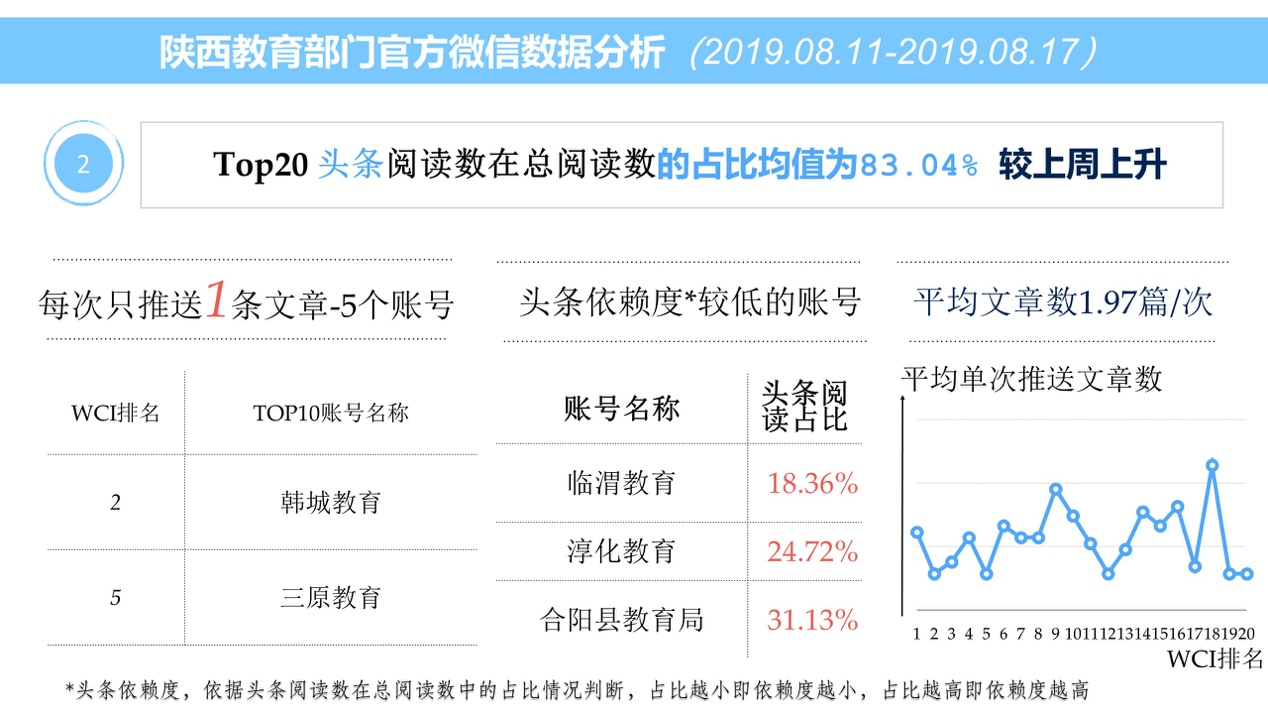 陕西教育部门官方微信数据分析（2019.08.11-2019.08.17）
2
Top20 头条阅读数在总阅读数的占比均值为83.04% 较上周上升
每次只推送1条文章-5个账号
WCI排名 TOP10账号名称
2 韩城教育
5 三原教育
头条依赖度*较低的账号
账号名称 头条阅
读占比
临渭教育 18.36%
淳化教育 24.72%
合阳县教育局 31.13%
平均文章数1.97篇/次
平均单次推送文章数
1 2 3 4 5 6 7 8 9 10 11 12 13 14 15 16 17 18 19 20
WCI排名
*头条依赖度，依据头条阅读数在总阅读数中的占比情况判断，占比越小即依赖度越小，占比越高即依赖度越高